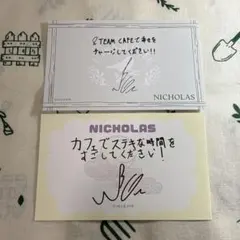 &TEAM CAFEで幸せを
チャージしてください!!
NICHOLAS
NICHOLAS
カフェでステキな時間を
すごしてください!